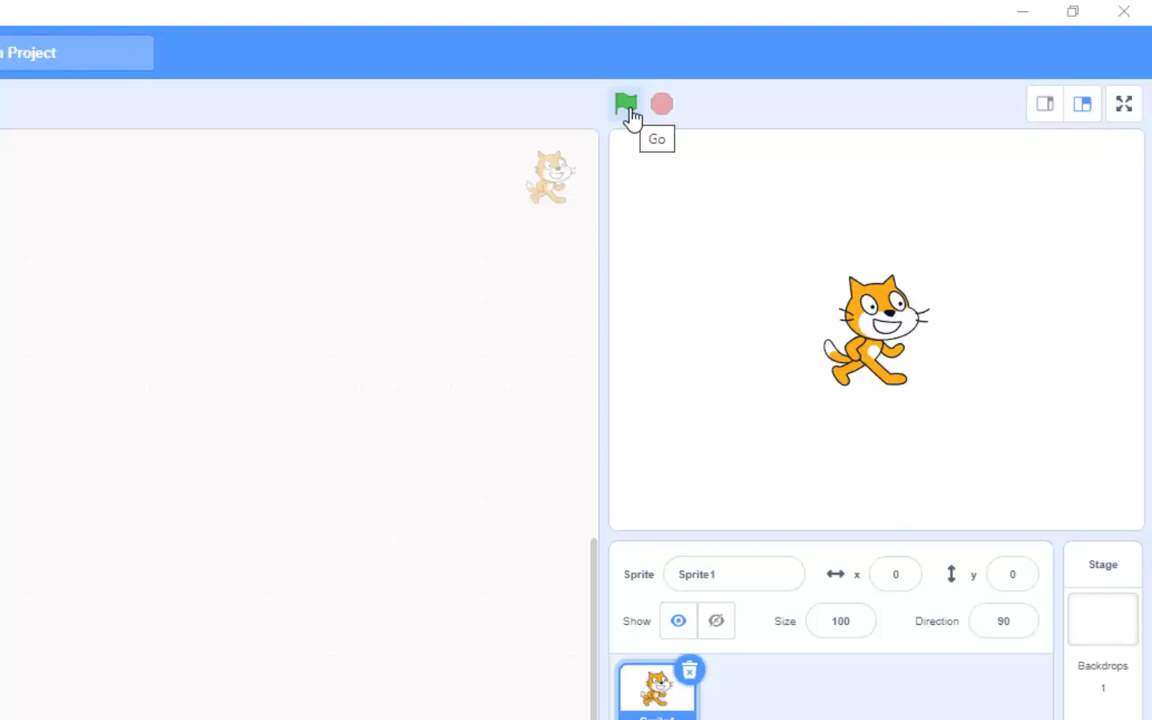 n Project
Go
Sprite
Sprite1
x
0
y
0
Show
Size
100
Direction
90
Stage
Backdrops
1